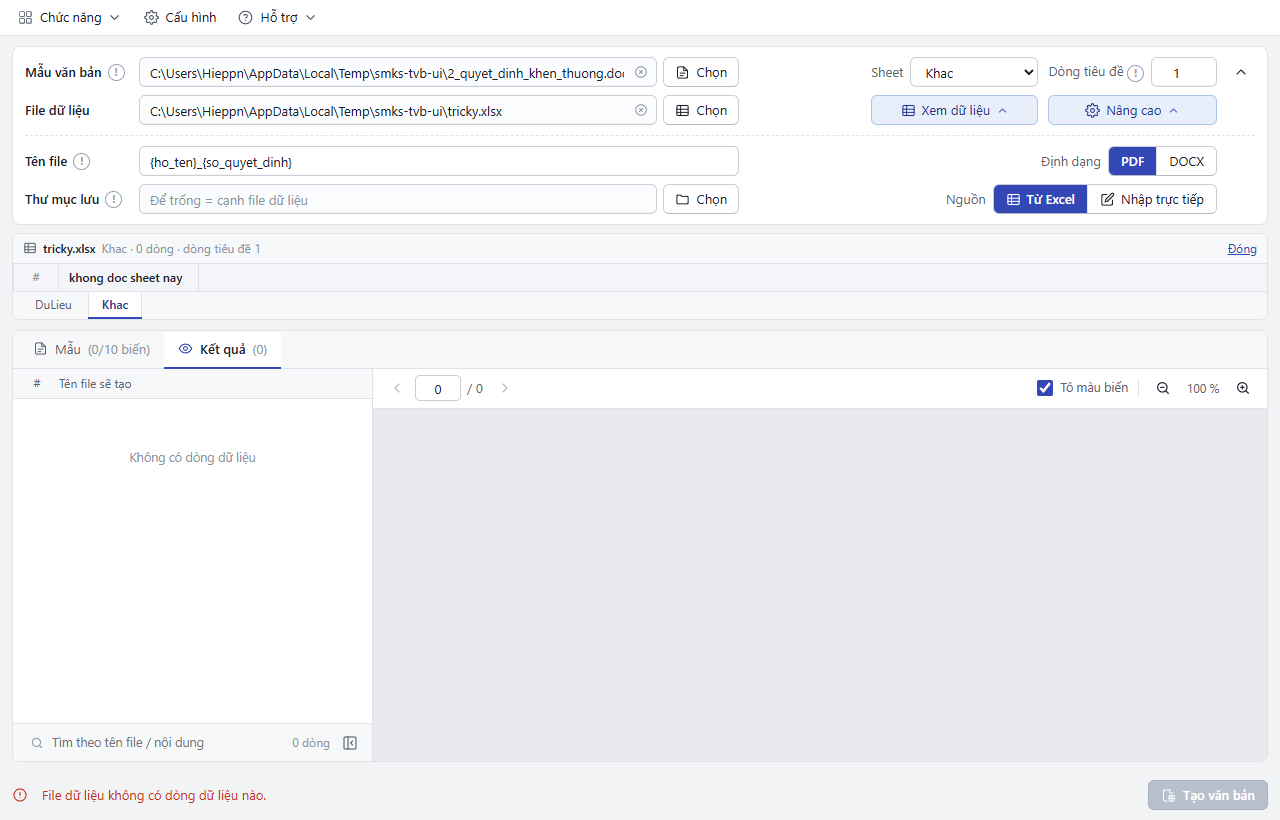 Chức năng Cấu hình Hỗ trợ
Mẫu văn bản C:\Users\Hieppn\AppData\Local\Temp\smks-tvb-ui\2_quyet_dinh_khen_thuong.doc Chọn Sheet Khac Dòng tiêu đề 1
File dữ liệu C:\Users\Hieppn\AppData\Local\Temp\smks-tvb-ui\tricky.xlsx Chọn Xem dữ liệu Nâng cao
Tên file {ho_ten}_{so_quyet_dinh} Định dạng PDF DOCX
Thư mục lưu Để trống = cạnh file dữ liệu Chọn Nguồn Từ Excel Nhập trực tiếp
tricky.xlsx Khac · 0 dòng · dòng tiêu đề 1 Đóng
# khong doc sheet nay
DuLieu Khac
Mẫu (0/10 biến) Kết quả (0)
# Tên file sẽ tạo 0 / 0 Tô màu biến 100 %
Không có dòng dữ liệu
Tìm theo tên file / nội dung 0 dòng
File dữ liệu không có dòng dữ liệu nào. Tạo văn bản